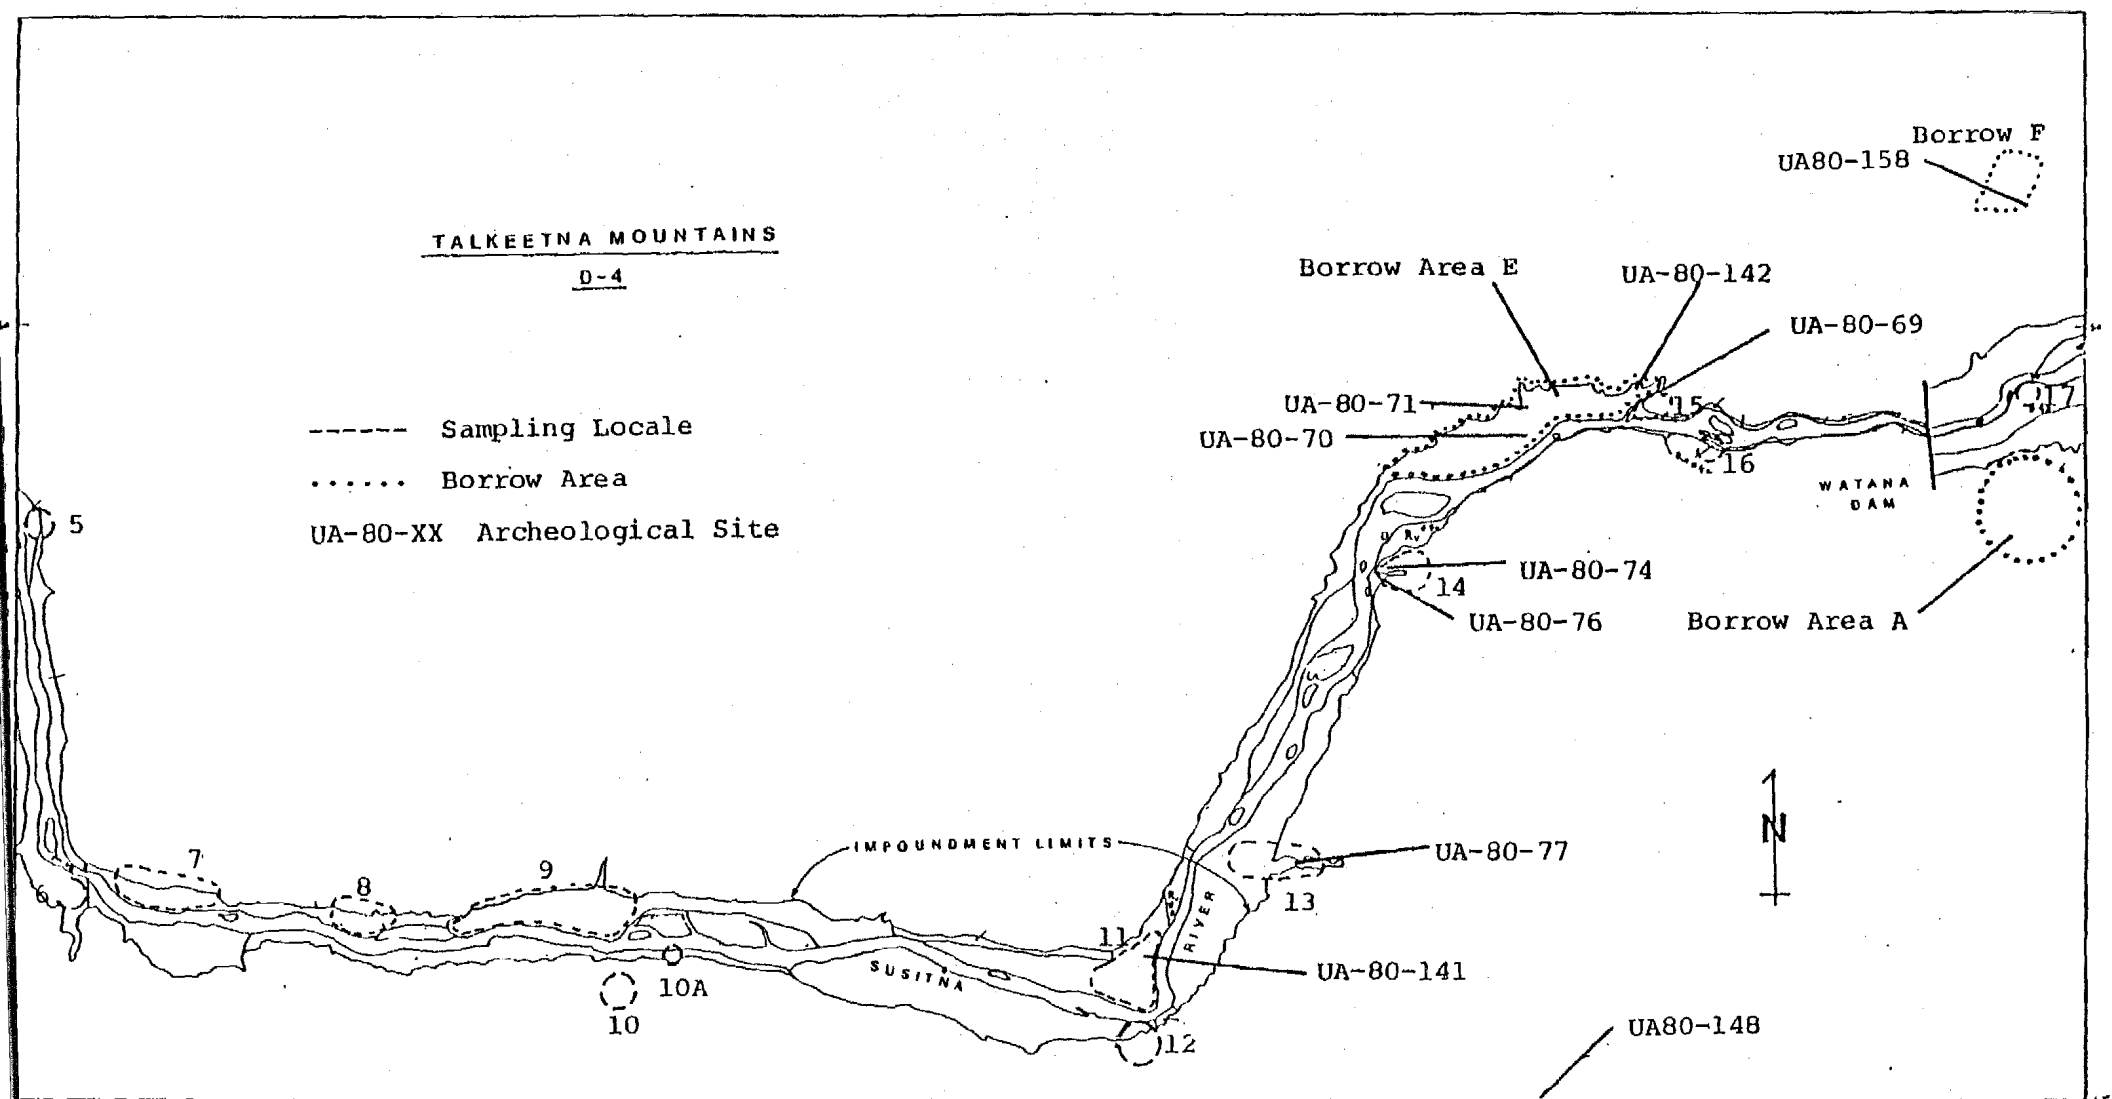 Borrow F
UA80-158
TALKEETNA MOUNTAINS
D-4
Borrow Area E
UA-80-142
UA-80-69
UA-80-71
UA-80-70
15
17
16
------ Sampling Locale
...... Borrow Area
UA-80-XX Archeological Site
WATANA
DAM
5
UA-80-74
14
UA-80-76
Borrow Area A
N
IMPOUNDMENT LIMITS
UA-80-77
7
8
9
6
13
RIVER
11
UA-80-141
SUSITNA
10A
10
12
UA80-148